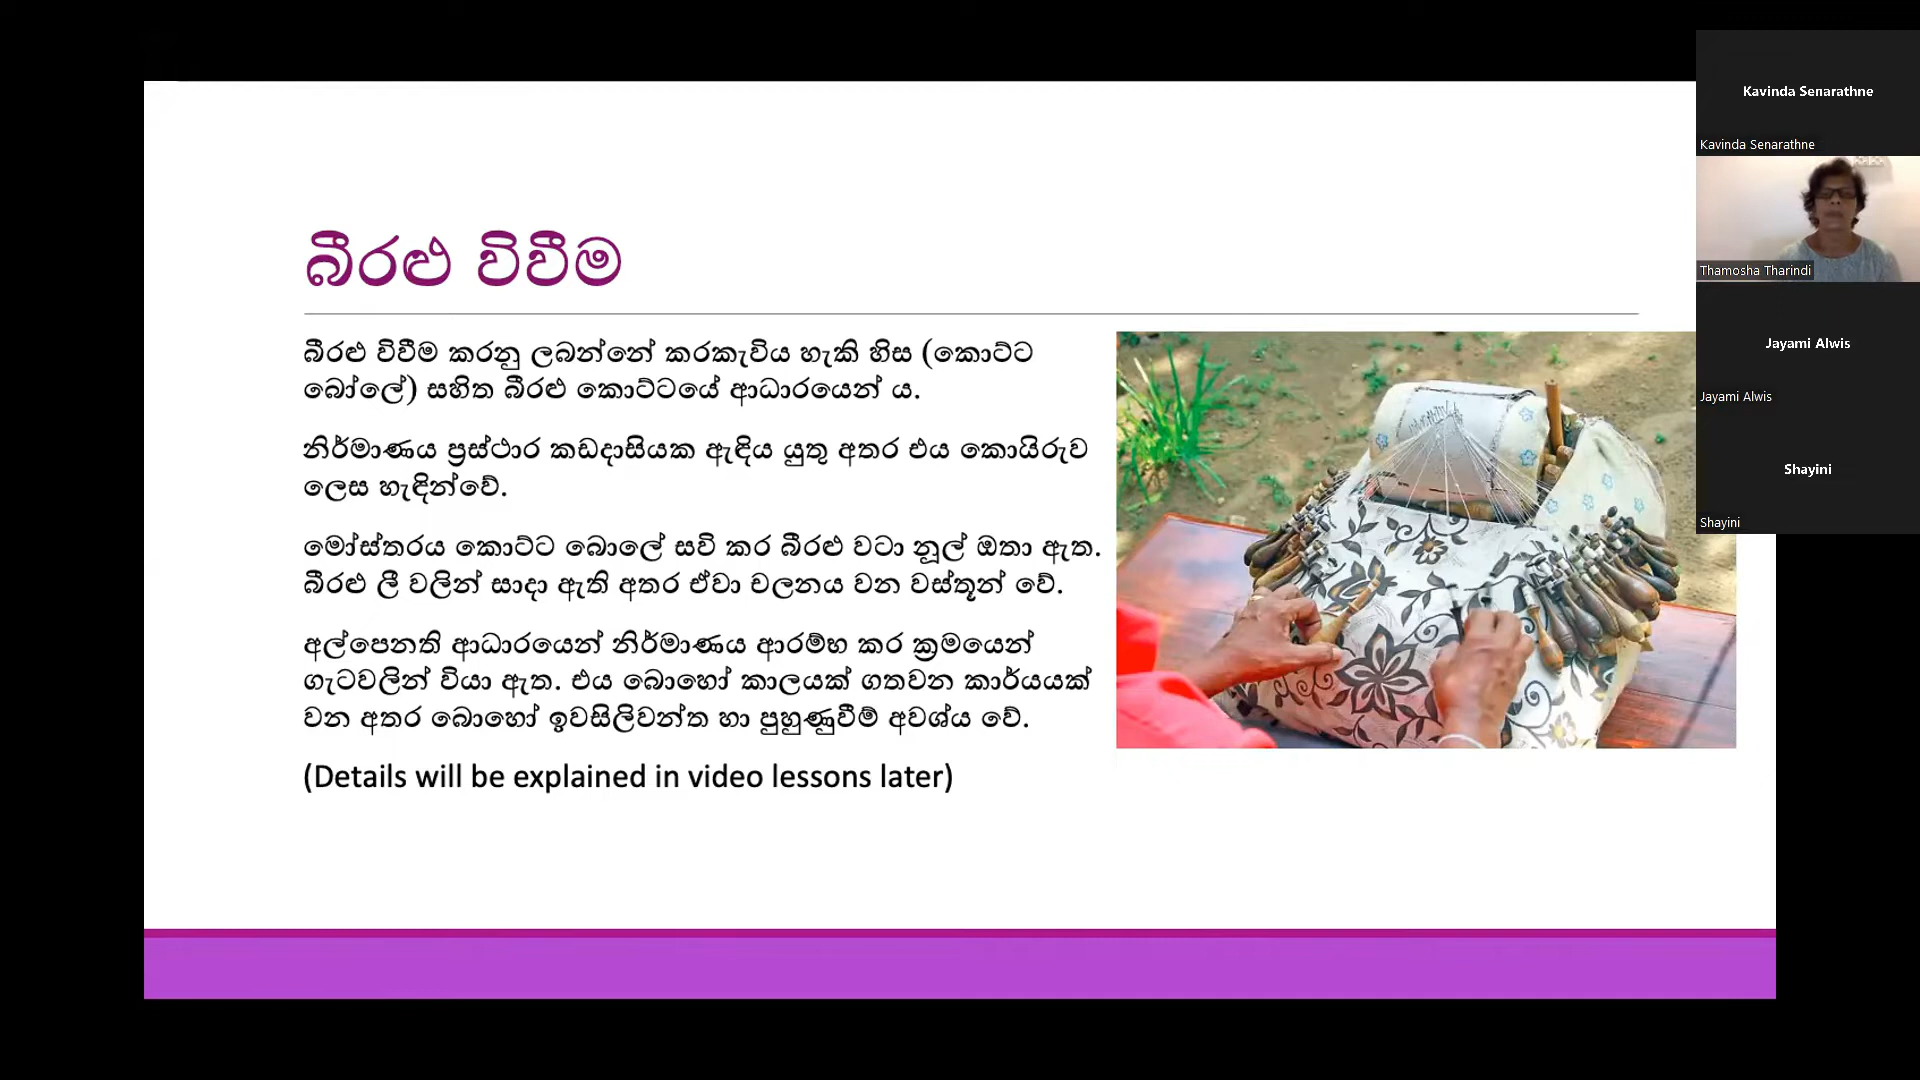 බීරළු විවීම
බීරළු විවීම කරනු ලබන්නේ කරකැවිය හැකි හිස (කොට්ට
බෝලේ) සහිත බීරළු කොට්ටයේ ආධාරයෙන් ය.
නිර්මාණය ප්‍රස්ථාර කඩදාසියක ඇඳිය යුතු අතර එය කොයිරුව
ලෙස හැඳින්වේ.
මෝස්තරය කොට්ට බොලේ සවි කර බීරළු වටා නූල් ඔතා ඇත.
බීරළු ලී වලින් සාදා ඇති අතර ඒවා චලනය වන වස්තූන් වේ.
අල්පෙනති ආධාරයෙන් නිර්මාණය ආරම්භ කර ක්‍රමයෙන්
ගැටවලින් වියා ඇත. එය බොහෝ කාලයක් ගතවන කාර්යයක්
වන අතර බොහෝ ඉවසිලිවන්ත හා පුහුණුවීම් අවශ්‍ය වේ.
(Details will be explained in video lessons later)
Kavinda Senarathne
Kavinda Senarathne
Thamosha Tharindi
Jayami Alwis
Jayami Alwis
Shayini
Shayini